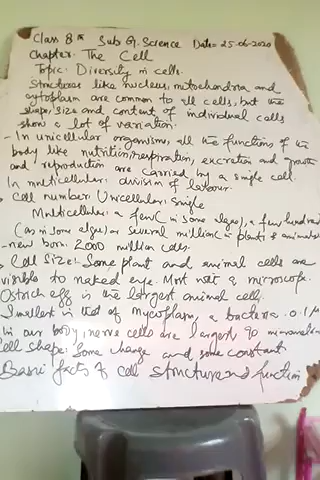 Class 8th Sub G. Science Date= 25-06-2020
Chapter: The Cell
Topic: Diversity in cells.
Structures like nucleus, mitochondria and
cytoplasm are common to all cells, but the
shape, size and content of individual cells
show a lot of variation.
- In unicellular organisms, all the functions of the
body like nutrition, respiration, excretion and growth
and reproduction are carried by a single cell.
In multicellular: division of labour.
• Cell number: Unicellular: Single
Multicellular: a few (in some algae), a few hundred
(as in some algae) or several million (in plants & animals
- new born: 2000 million cells.
• Cell Size: Some plant and animal cells are
visible to naked eye. Most with a microscope.
Ostrich egg is the largest animal cell.
Smallest is that of mycoplasm, a bacteria. 0.1 μ
In our body, nerve cells are largest 90
Cell shape: Some change and some constant
Basic facts of cell structure and function